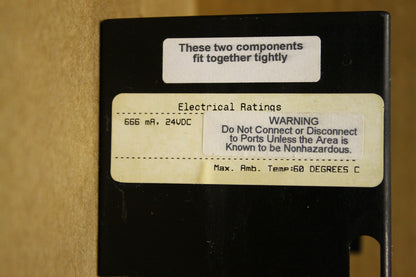 These two components
fit together tightly
Electrical Ratings
666 mA, 24VDC
WARNING
Do Not Connect or Disconnect
to Ports Unless the Area is
Known to be Nonhazardous.
Max. Amb. Temp:60 DEGREES C